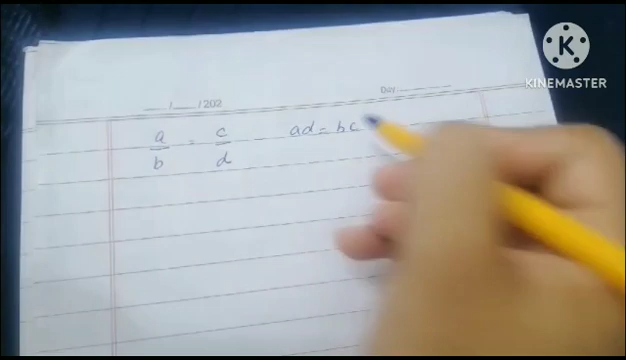 K
KINEMASTER
/ /202
Day
a/b = c/d ad = bc